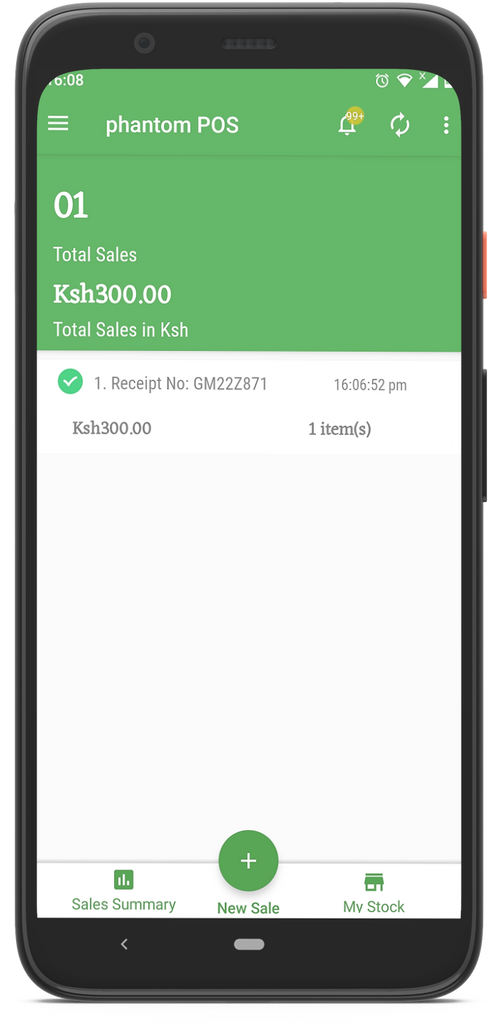 16:08
phantom POS
99+
01
Total Sales
Ksh300.00
Total Sales in Ksh
1. Receipt No: GM22Z871
16:06:52 pm
Ksh300.00
1 item(s)
Sales Summary
New Sale
My Stock